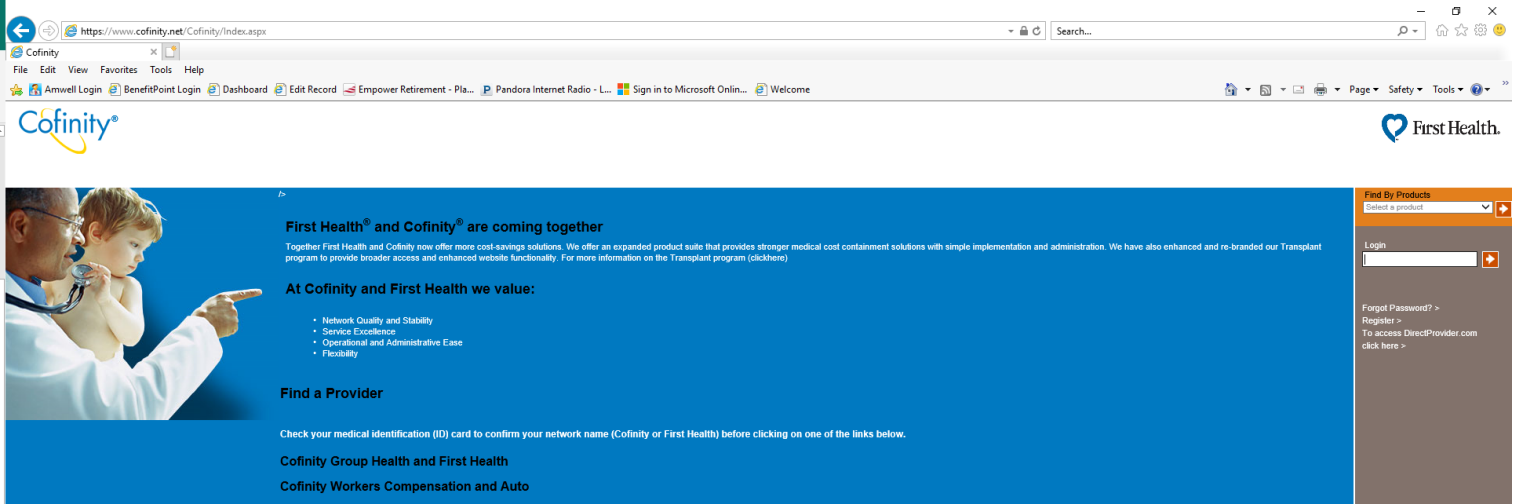 https://www.cofinity.net/Cofinity/Index.aspx
Search...
Cofinity
File Edit View Favorites Tools Help
Amwell Login BenefitPoint Login Dashboard Edit Record Empower Retirement - Pla... Pandora Internet Radio - L... Sign in to Microsoft Onlin... Welcome
Page Safety Tools
Cofinity®
First Health.
/>
First Health® and Cofinity® are coming together
Together First Health and Cofinity now offer more cost-savings solutions. We offer an expanded product suite that provides stronger medical cost containment solutions with simple implementation and administration. We have also enhanced and re-branded our Transplant
program to provide broader access and enhanced website functionality. For more information on the Transplant program (clickhere)
At Cofinity and First Health we value:
• Network Quality and Stability
• Service Excellence
• Operational and Administrative Ease
• Flexibility
Find a Provider
Check your medical identification (ID) card to confirm your network name (Cofinity or First Health) before clicking on one of the links below.
Cofinity Group Health and First Health
Cofinity Workers Compensation and Auto
Find By Products
Select a product
Login
Forgot Password? >
Register >
To access DirectProvider.com
click here >